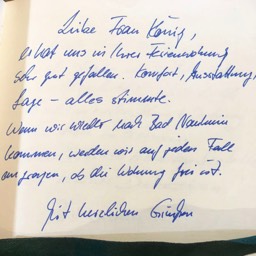 Liebe Frau König,
es hat uns in Ihrer Ferienwohnung
sehr gut gefallen. Komfort, Ausstattung,
Lage – alles stimmte.
Wenn wir wieder nach Bad Nauheim
kommen, werden wir auf jeden Fall
anfragen, ob die Wohnung frei ist.
Mit herzlichen Grüßen